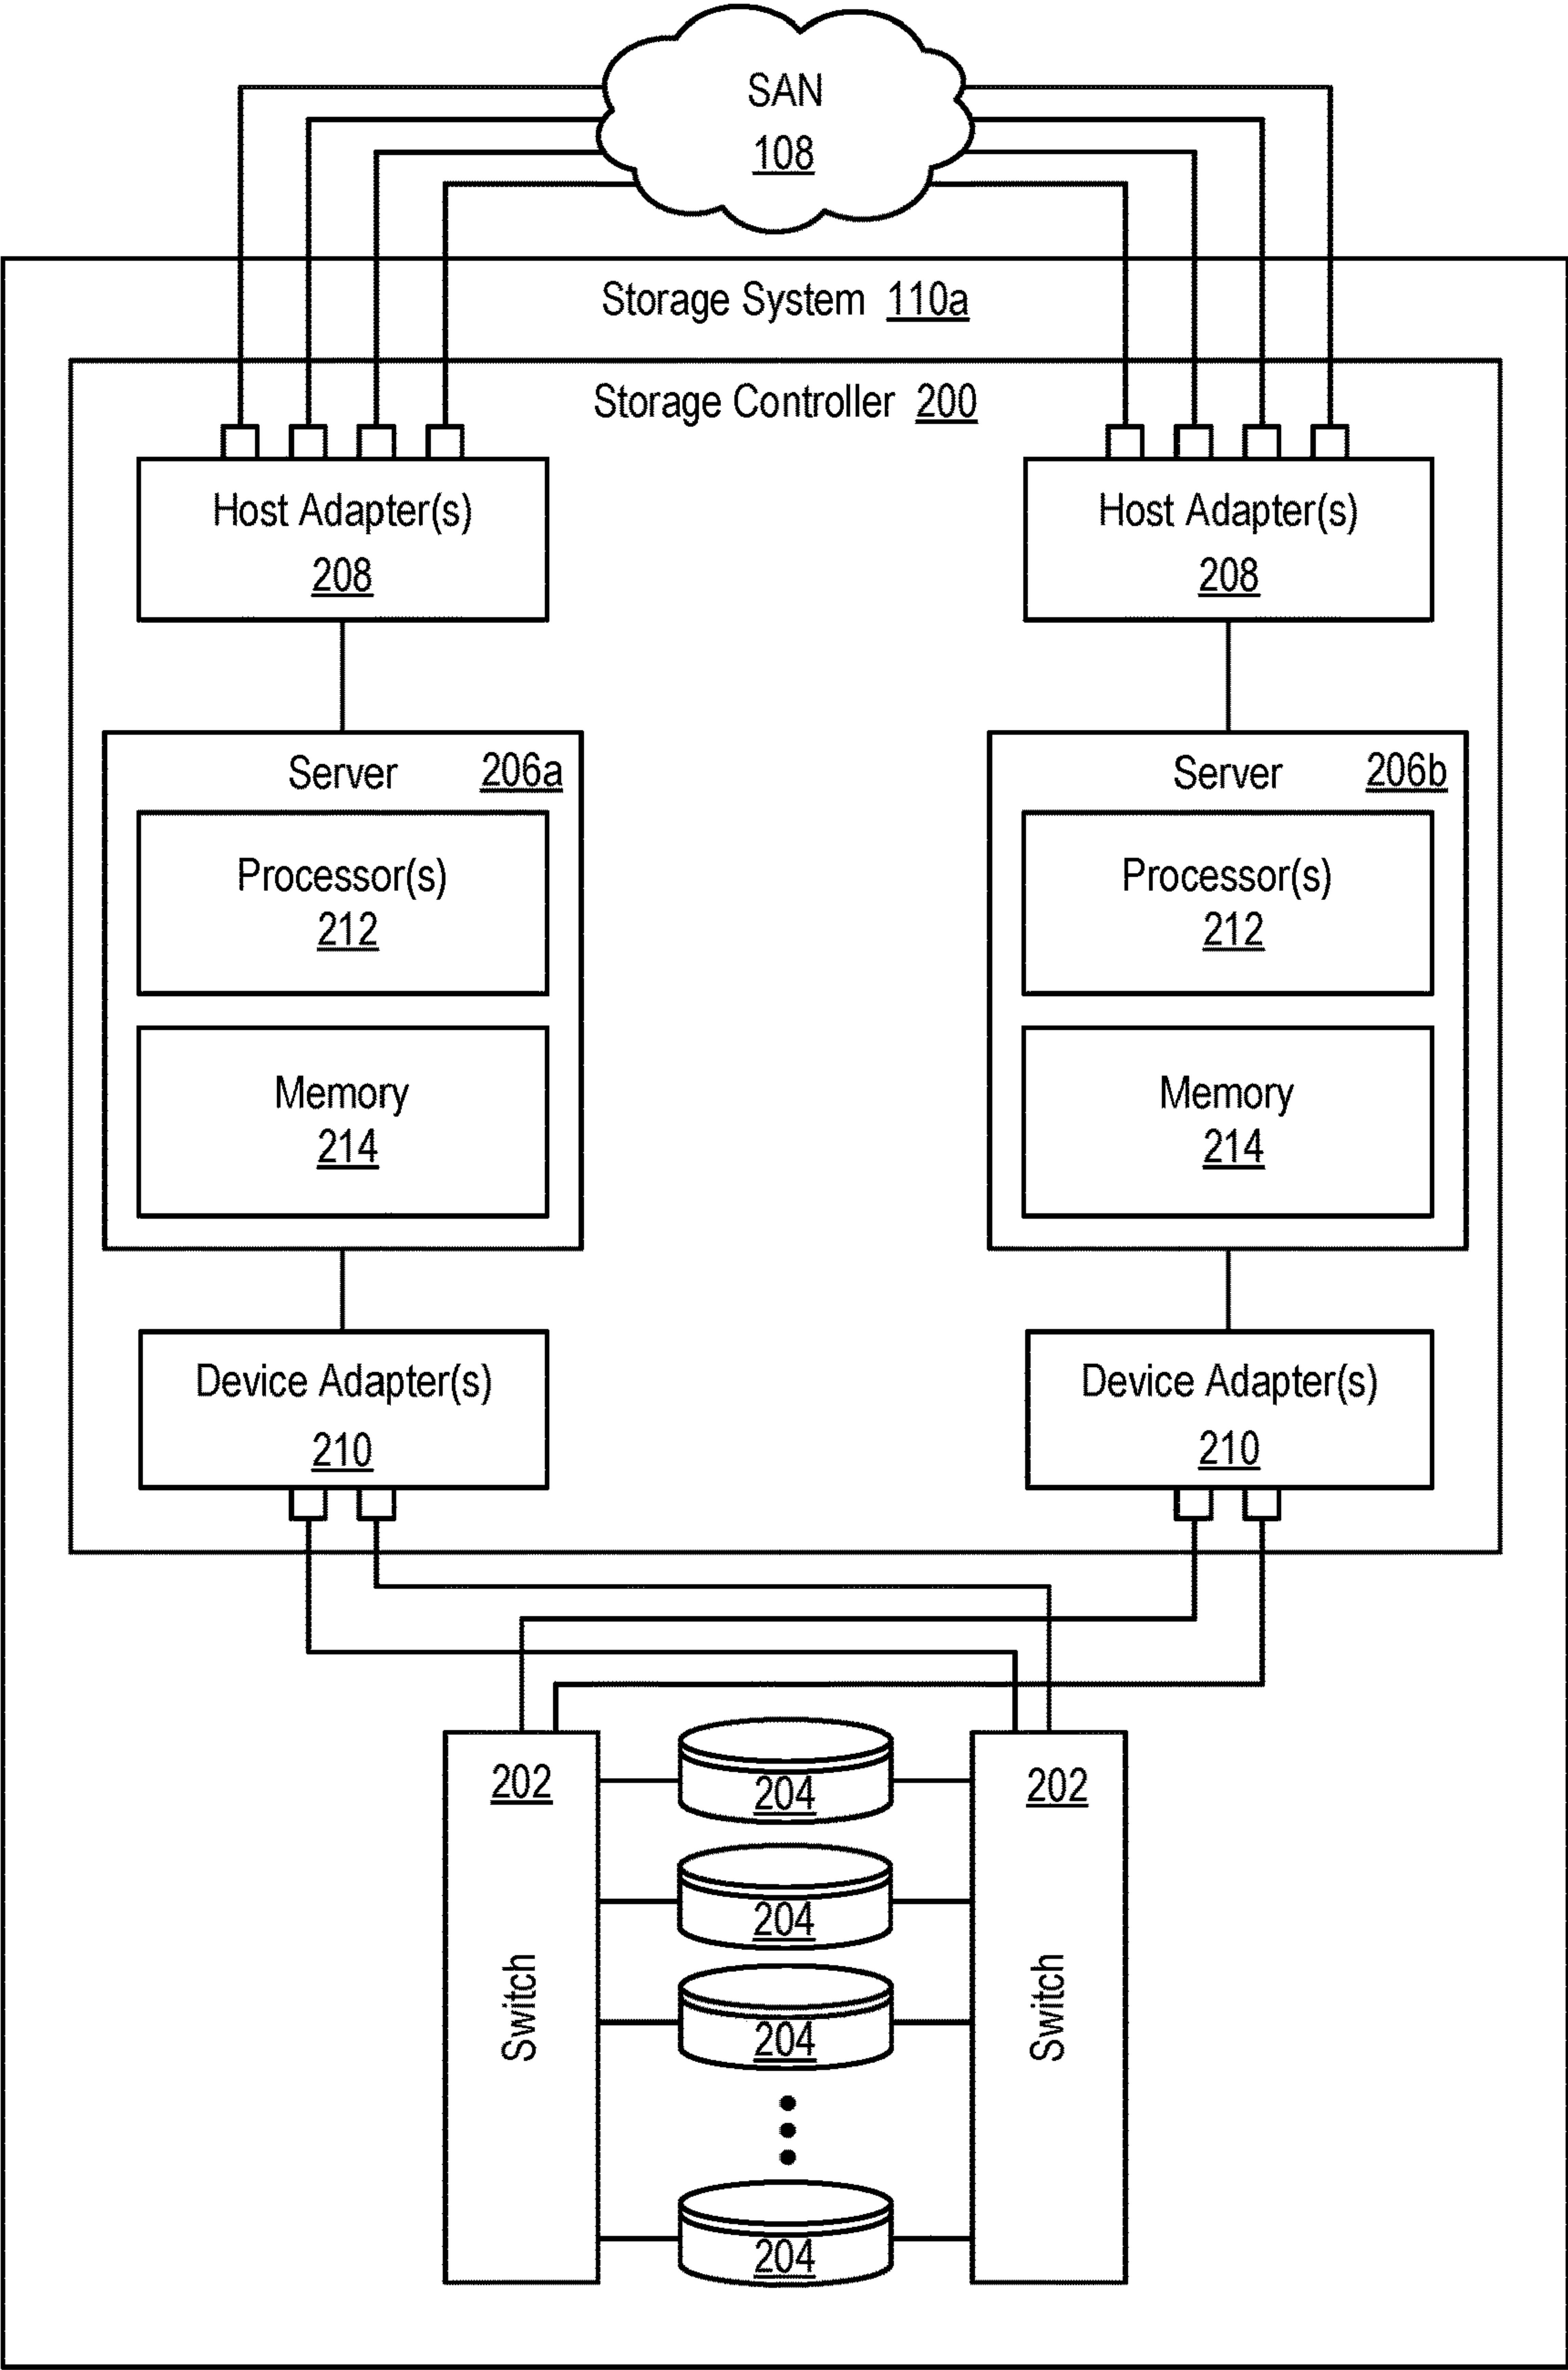 SAN
108
Storage System 110a
Storage Controller 200
Host Adapter(s)
208
Host Adapter(s)
208
Server 206a
Processor(s)
212
Memory
214
Server 206b
Processor(s)
212
Memory
214
Device Adapter(s)
210
Device Adapter(s)
210
202
Switch
204
204
204
204
202
Switch